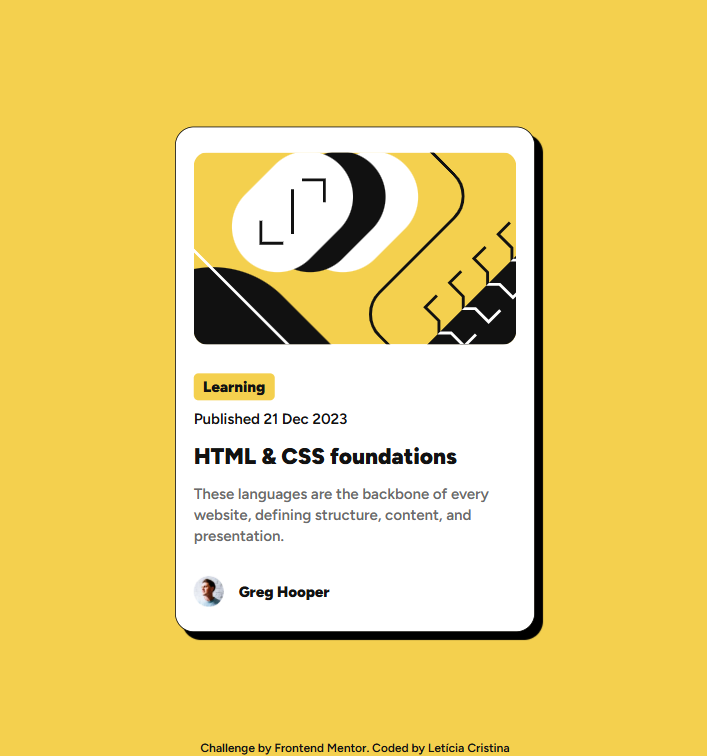 Learning
Published 21 Dec 2023
HTML & CSS foundations
These languages are the backbone of every
website, defining structure, content, and
presentation.
Greg Hooper
Challenge by Frontend Mentor. Coded by Letícia Cristina